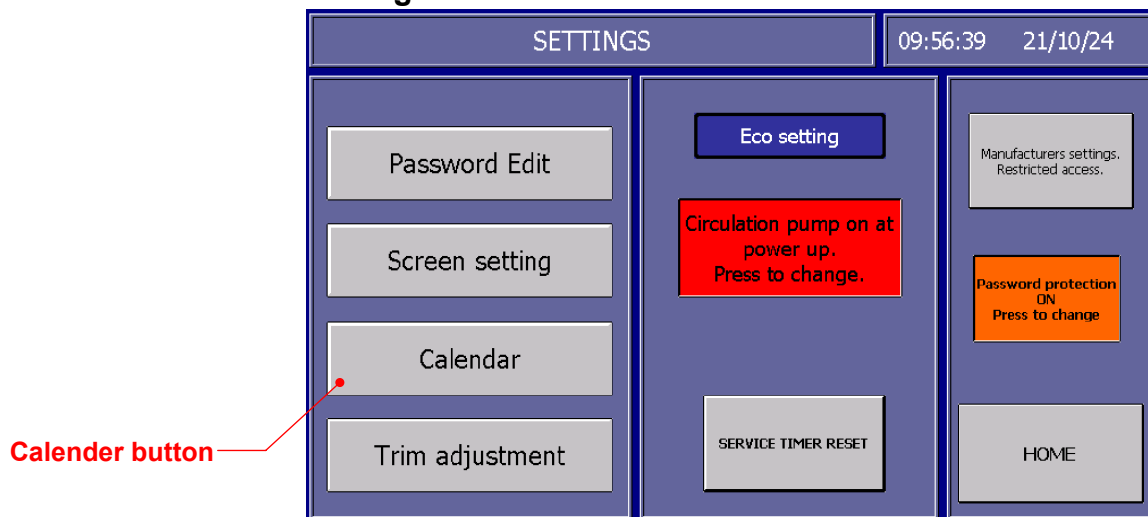 SETTINGS
09:56:39 21/10/24
Password Edit
Screen setting
Calendar
Trim adjustment
Eco setting
Circulation pump on at
power up.
Press to change.
SERVICE TIMER RESET
Manufacturers settings.
Restricted access.
Password protection
ON
Press to change
HOME
Calender button